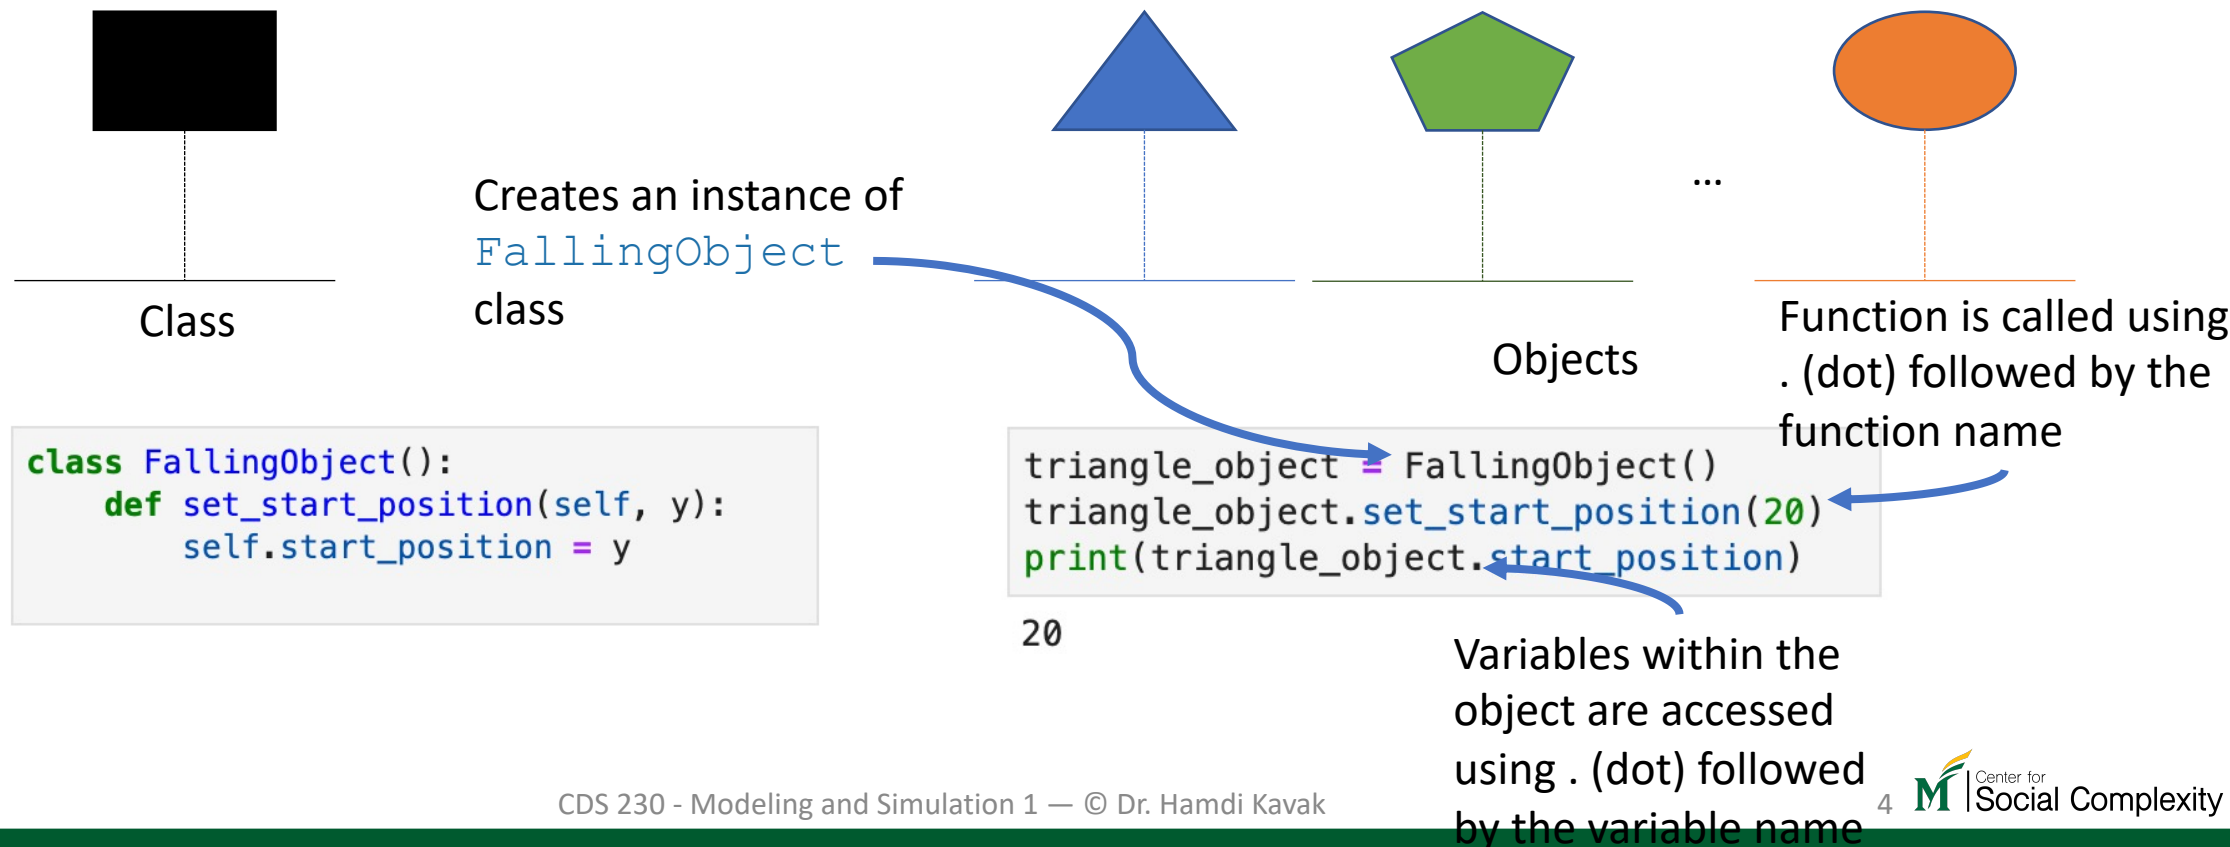 Creates an instance of
FallingObject
class
Class
...
Objects
Function is called using
. (dot) followed by the
function name
class FallingObject():
    def set_start_position(self, y):
        self.start_position = y
triangle_object = FallingObject()
triangle_object.set_start_position(20)
print(triangle_object.start_position)
20
Variables within the
object are accessed
using . (dot) followed
by the variable name
CDS 230 - Modeling and Simulation 1 — © Dr. Hamdi Kavak
4
M
Center for
Social Complexity